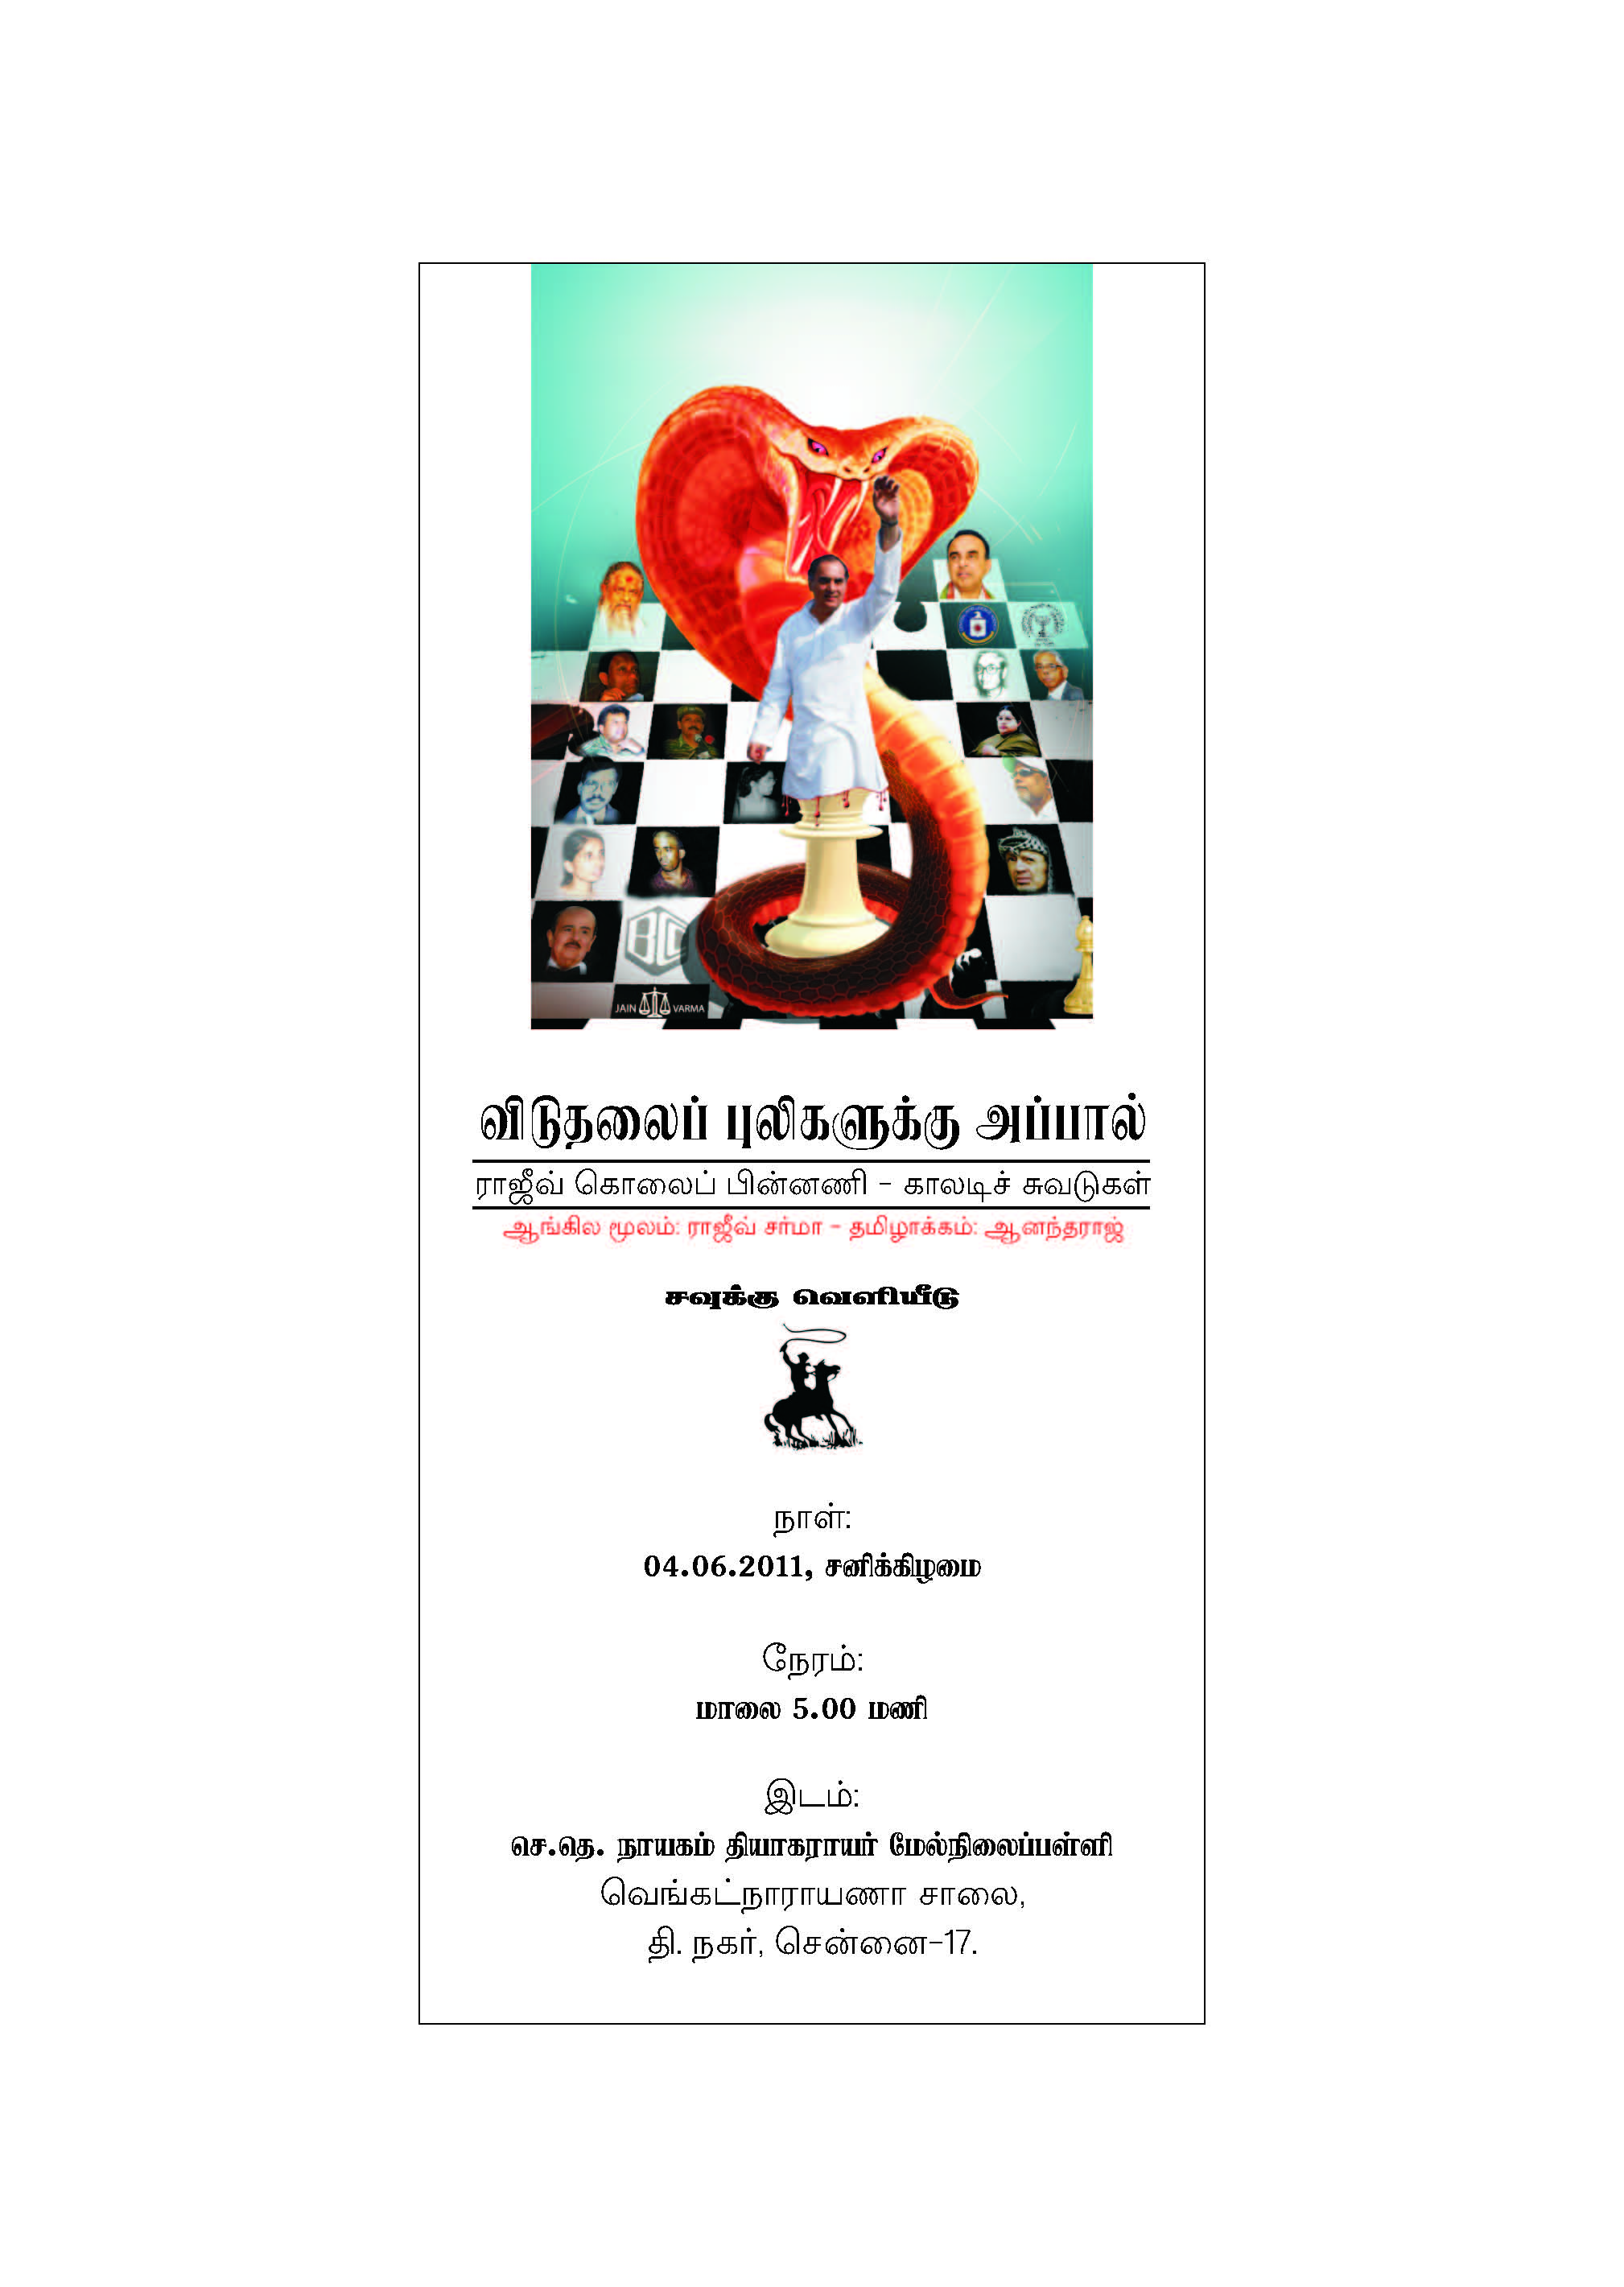 JAIN VARMA
BCCI
விடுதலைப் புலிகளுக்கு அப்பால்
ராஜீவ் கொலைப் பின்னணி - காலடிச் சுவடுகள்
ஆங்கில மூலம்: ராஜீவ் சர்மா - தமிழாக்கம்: ஆனந்தராஜ்
சவுக்கு வெளியீடு
நாள்:
04.06.2011, சனிக்கிழமை
நேரம்:
மாலை 5.00 மணி
இடம்:
செ.தெ. நாயகம் தியாகராயர் மேல்நிலைப்பள்ளி
வெங்கட்நாராயணா சாலை,
தி. நகர், சென்னை-17.